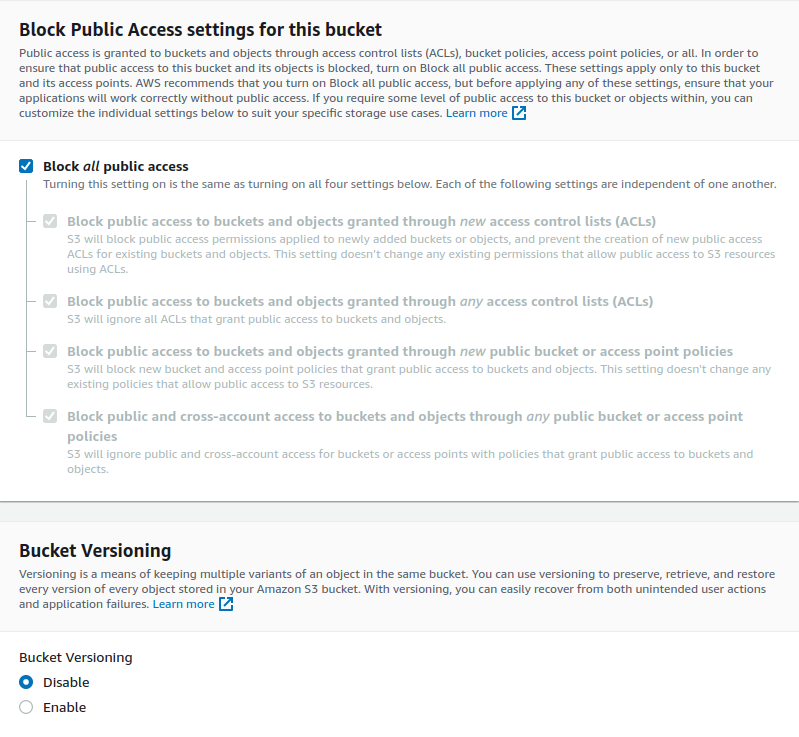 Block Public Access settings for this bucket
Public access is granted to buckets and objects through access control lists (ACLs), bucket policies, access point policies, or all. In order to
ensure that public access to this bucket and its objects is blocked, turn on Block all public access. These settings apply only to this bucket
and its access points. AWS recommends that you turn on Block all public access, but before applying any of these settings, ensure that your
applications will work correctly without public access. If you require some level of public access to this bucket or objects within, you can
customize the individual settings below to suit your specific storage use cases. Learn more
Block all public access
Turning this setting on is the same as turning on all four settings below. Each of the following settings are independent of one another.
Block public access to buckets and objects granted through new access control lists (ACLs)
S3 will block public access permissions applied to newly added buckets or objects, and prevent the creation of new public access
ACLs for existing buckets and objects. This setting doesn't change any existing permissions that allow public access to S3 resources
using ACLs.
Block public access to buckets and objects granted through any access control lists (ACLs)
S3 will ignore all ACLs that grant public access to buckets and objects.
Block public access to buckets and objects granted through new public bucket or access point policies
S3 will block new bucket and access point policies that grant public access to buckets and objects. This setting doesn't change any
existing policies that allow public access to S3 resources.
Block public and cross-account access to buckets and objects through any public bucket or access point
policies
S3 will ignore public and cross-account access for buckets or access points with policies that grant public access to buckets and
objects.
Bucket Versioning
Versioning is a means of keeping multiple variants of an object in the same bucket. You can use versioning to preserve, retrieve, and restore
every version of every object stored in your Amazon S3 bucket. With versioning, you can easily recover from both unintended user actions
and application failures. Learn more
Bucket Versioning
Disable
Enable